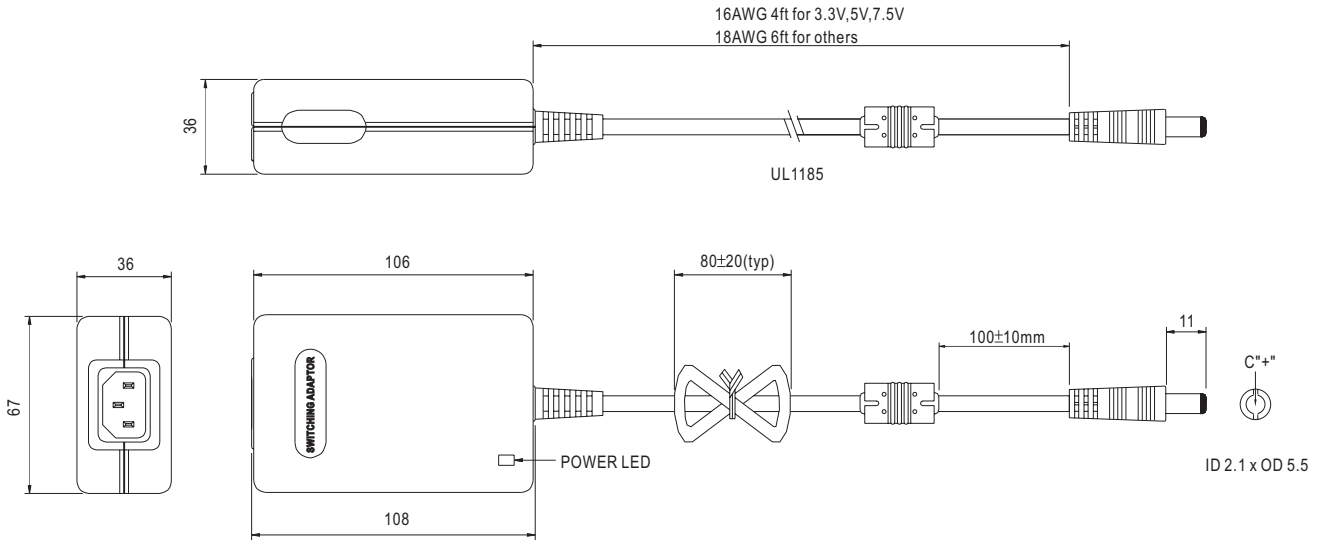 16AWG 4ft for 3.3V,5V,7.5V
18AWG 6ft for others
36
UL1185
36
106
80±20(typ)
100±10mm
11
C"+"
67
SWITCHING ADAPTOR
POWER LED
ID 2.1 x OD 5.5
108